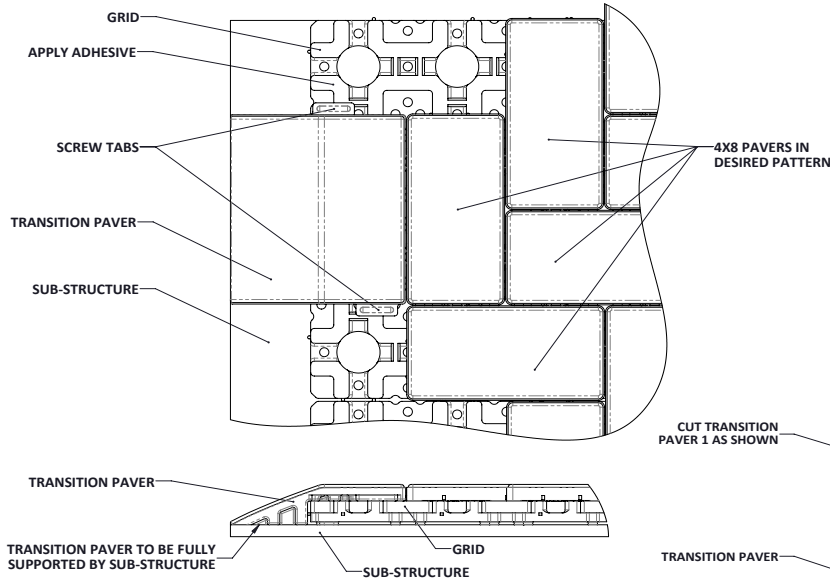 GRID
APPLY ADHESIVE
SCREW TABS
4X8 PAVERS IN
DESIRED PATTERN
TRANSITION PAVER
SUB-STRUCTURE
CUT TRANSITION
PAVER 1 AS SHOWN
TRANSITION PAVER
TRANSITION PAVER TO BE FULLY
SUPPORTED BY SUB-STRUCTURE
GRID
SUB-STRUCTURE
TRANSITION PAVER